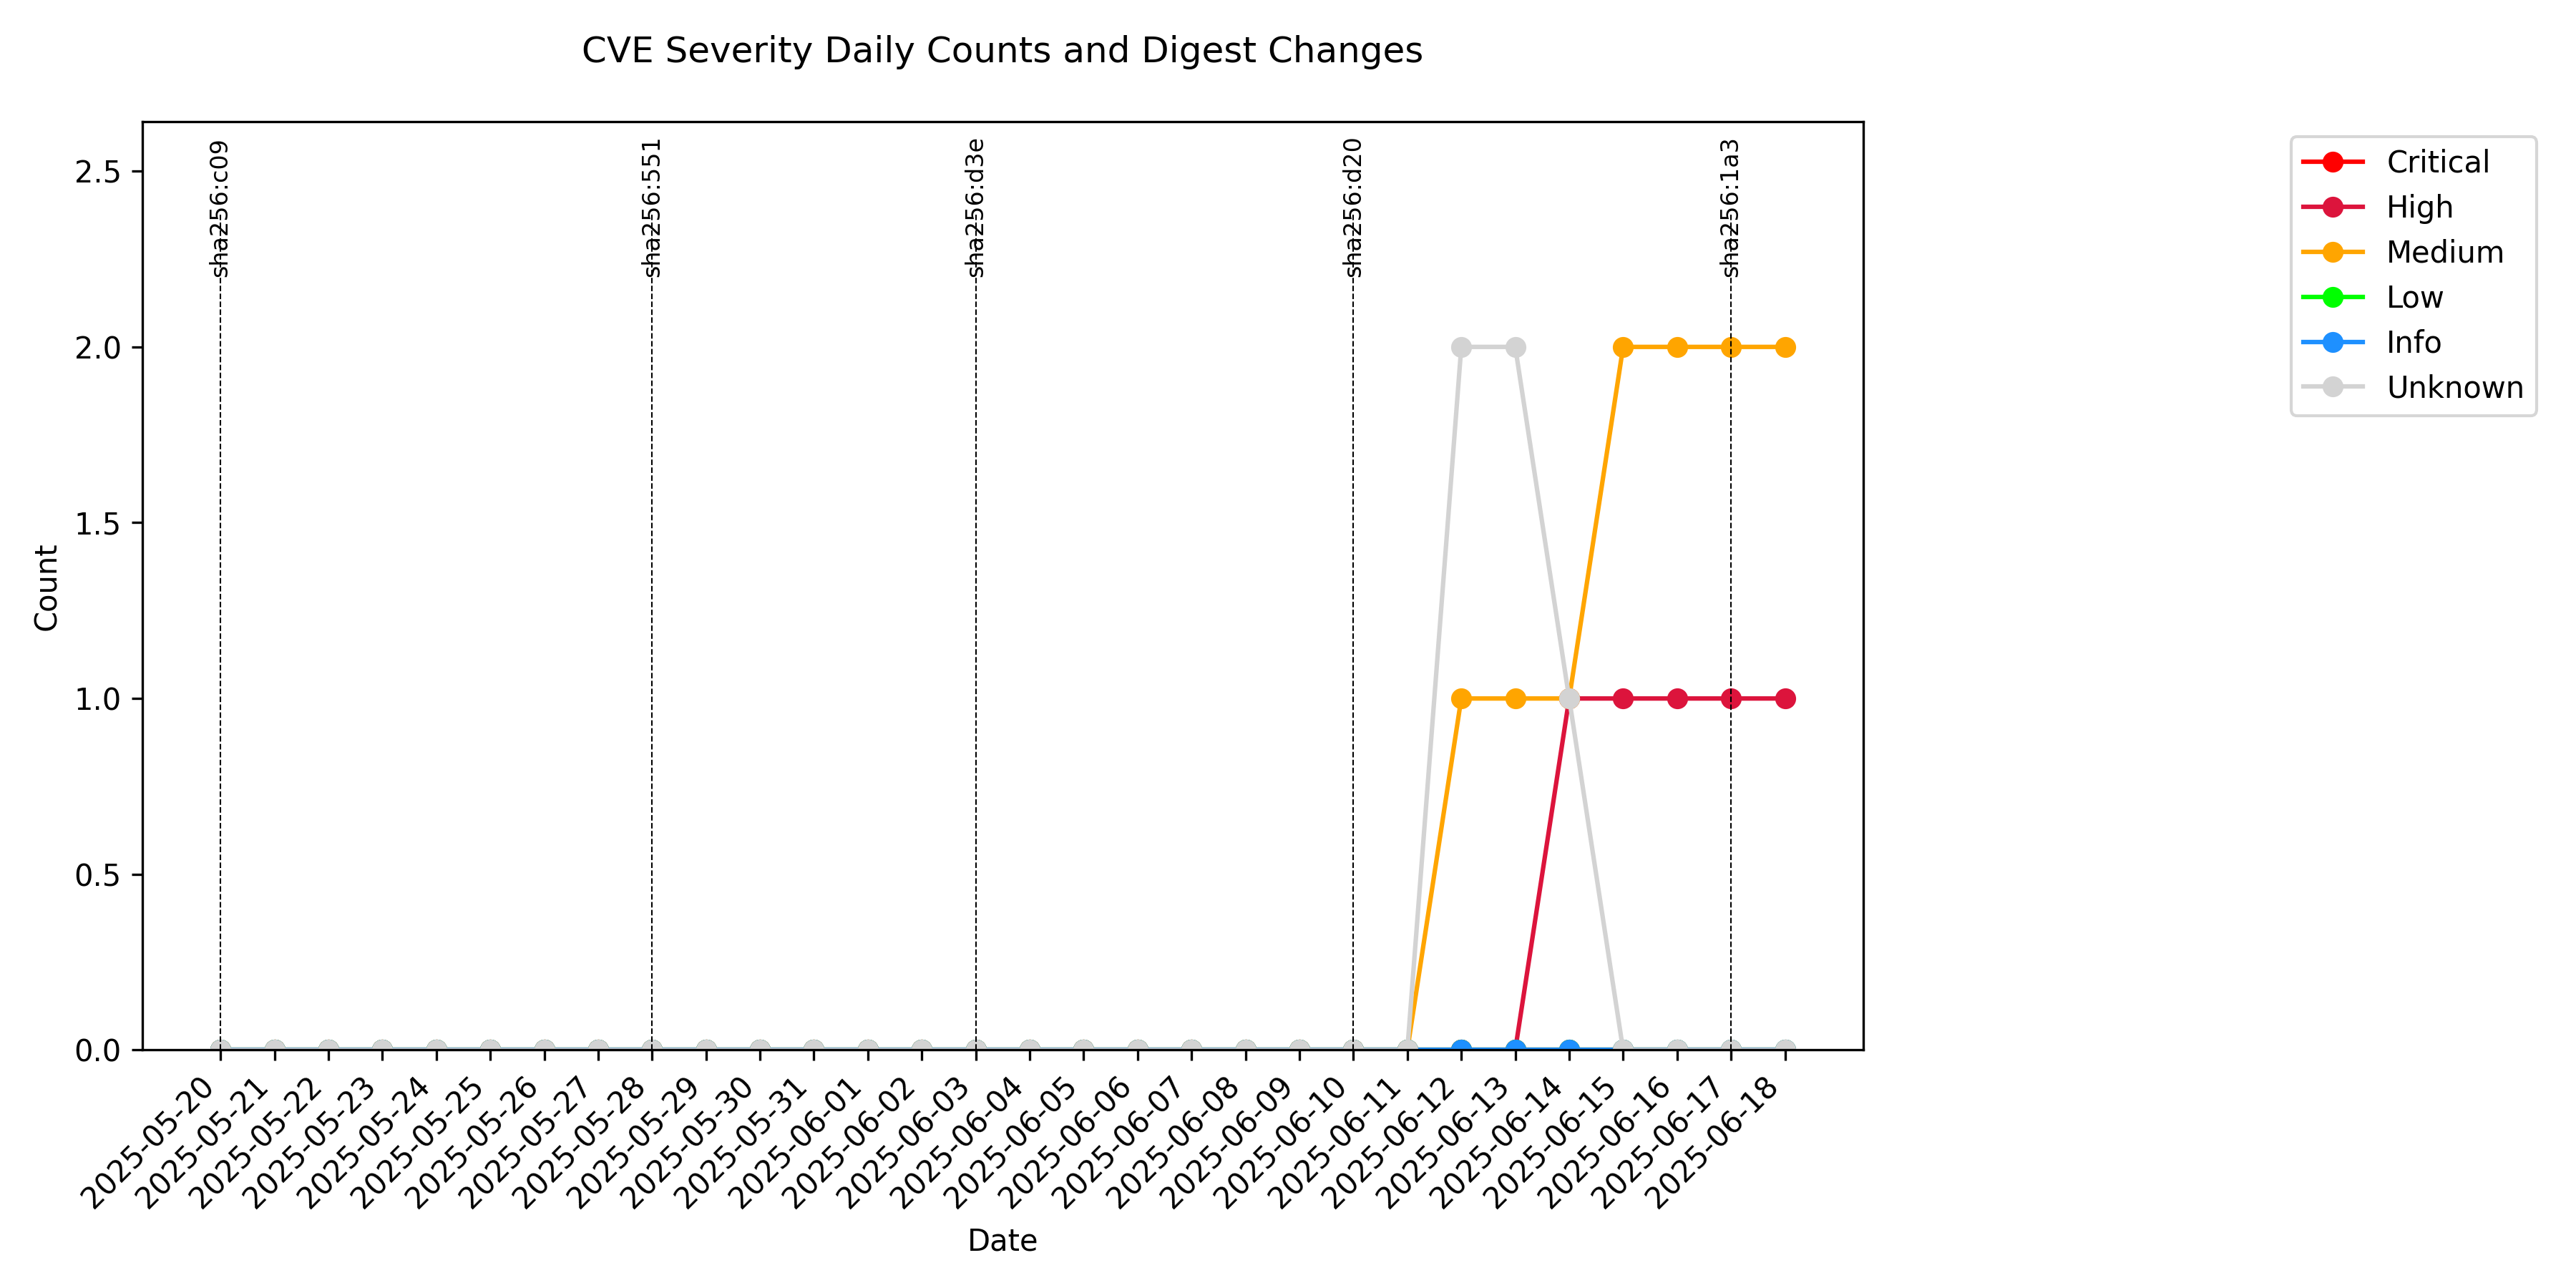 CVE Severity Daily Counts and Digest Changes
sha256:c09
sha256:551
sha256:d3e
sha256:d20
sha256:1a3
Critical
High
Medium
Low
Info
Unknown
Count
2.5
2.0
1.5
1.0
0.5
0.0
2025-05-20
2025-05-21
2025-05-22
2025-05-23
2025-05-24
2025-05-25
2025-05-26
2025-05-27
2025-05-28
2025-05-29
2025-05-30
2025-05-31
2025-06-01
2025-06-02
2025-06-03
2025-06-04
2025-06-05
2025-06-06
2025-06-07
2025-06-08
2025-06-09
2025-06-10
2025-06-11
2025-06-12
2025-06-13
2025-06-14
2025-06-15
2025-06-16
2025-06-17
2025-06-18
Date